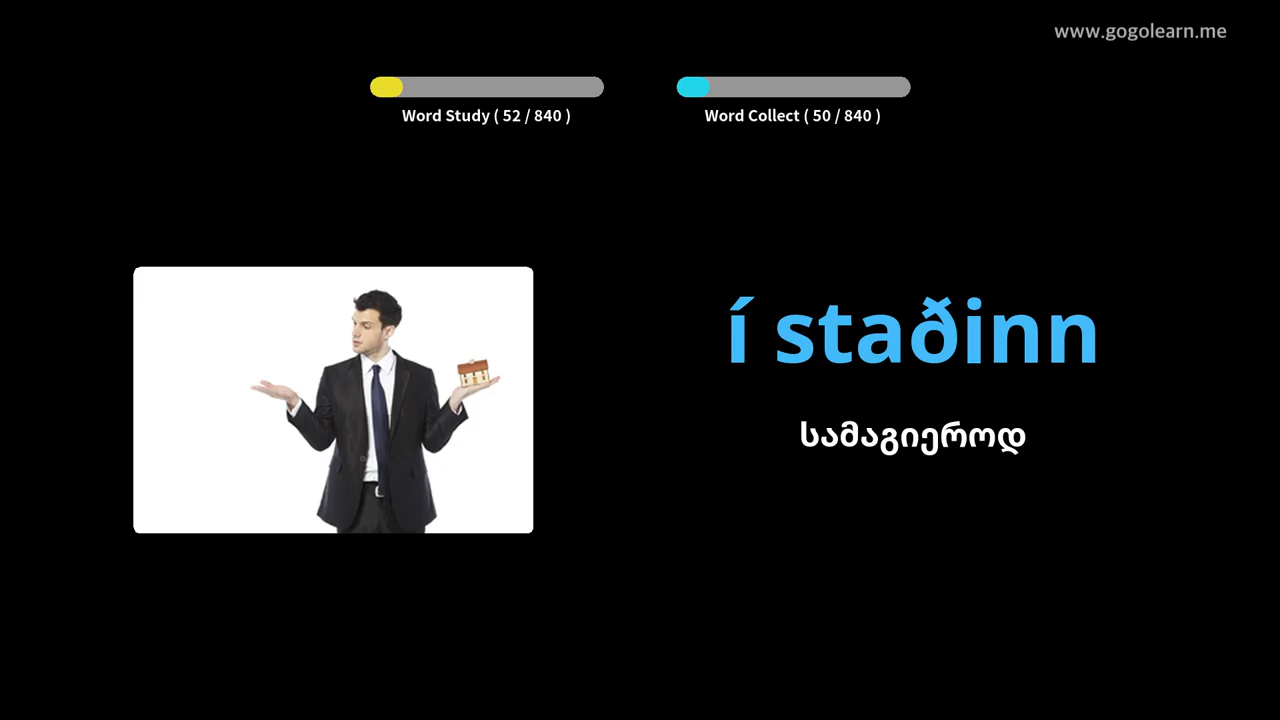 www.gogolearn.me
Word Study ( 52 / 840 )
Word Collect ( 50 / 840 )
í staðinn
სამაგიეროდ